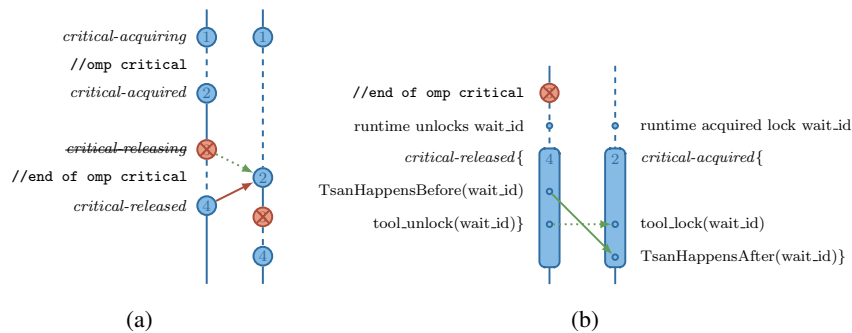 critical-acquiring 1 1
//omp critical
critical-acquired 2
critical-releasing
//end of omp critical 2
critical-released 4
4
(a)
//end of omp critical
runtime unlocks wait_id runtime acquired lock wait_id
critical-released{ 4 2 critical-acquired{
TsanHappensBefore(wait_id)
tool_unlock(wait_id)} tool_lock(wait_id)
TsanHappensAfter(wait_id)}
(b)